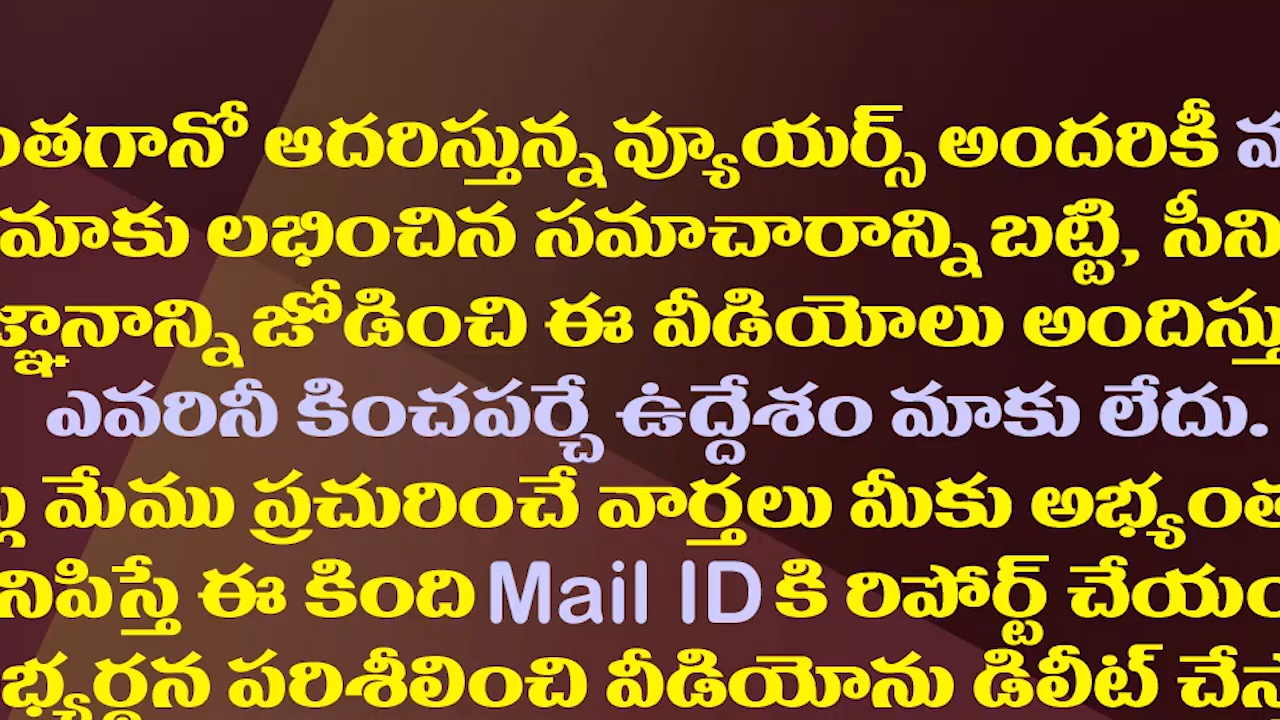 ఆదరిస్తున్న వ్యూయర్స్ అందరికీ
మాకు లభించిన సమాచారాన్ని బట్టి,
జోడించి ఈ వీడియోలు
ఎవరినీ కించపర్చే ఉద్దేశం మాకు లేదు.
మేము ప్రచురించే వార్తలు మీకు
ఈ కింది Mail ID కి రిపోర్ట్
పరిశీలించి వీడియోను డిలీట్